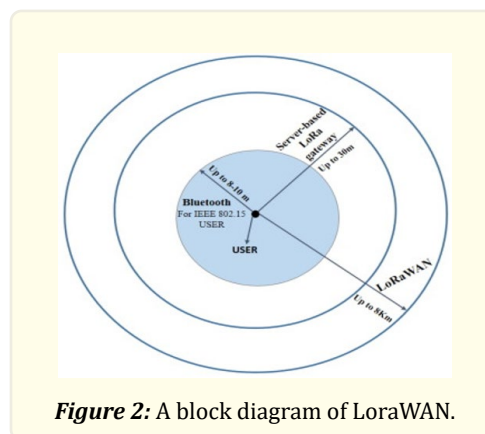 Server-based
LoRa
gateway
Up to 30m
Up to 8-10 m
Bluetooth
For IEEE 802.15
USER
USER
LoRaWAN
Up to 8Km
Figure 2: A block diagram of LoraWAN.